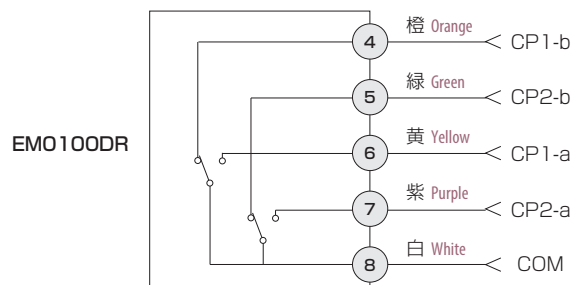 4 橙 Orange CP1-b
5 緑 Green CP2-b
EM0100DR
6 黄 Yellow CP1-a
7 紫 Purple CP2-a
8 白 White COM